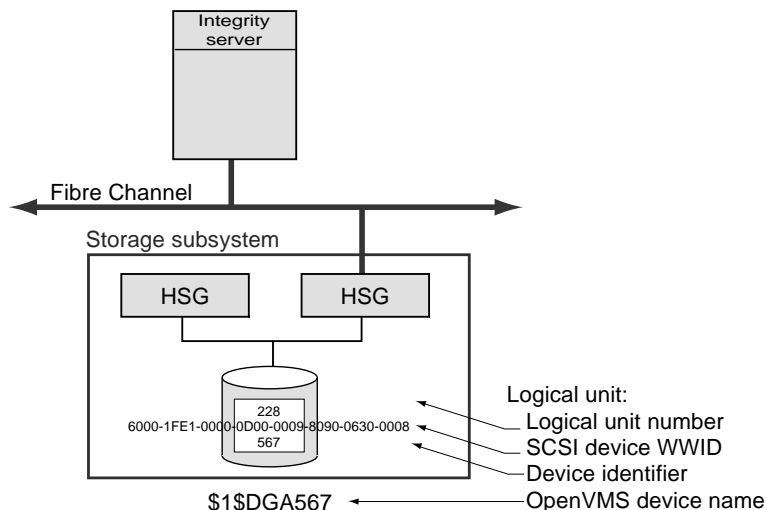 Integrity
server
Fibre Channel
Storage subsystem
HSG
HSG
228
6000-1FE1-0000-0D00-0009-8090-0630-0008
567
Logical unit:
Logical unit number
SCSI device WWID
Device identifier
$1$DGA567
OpenVMS device name